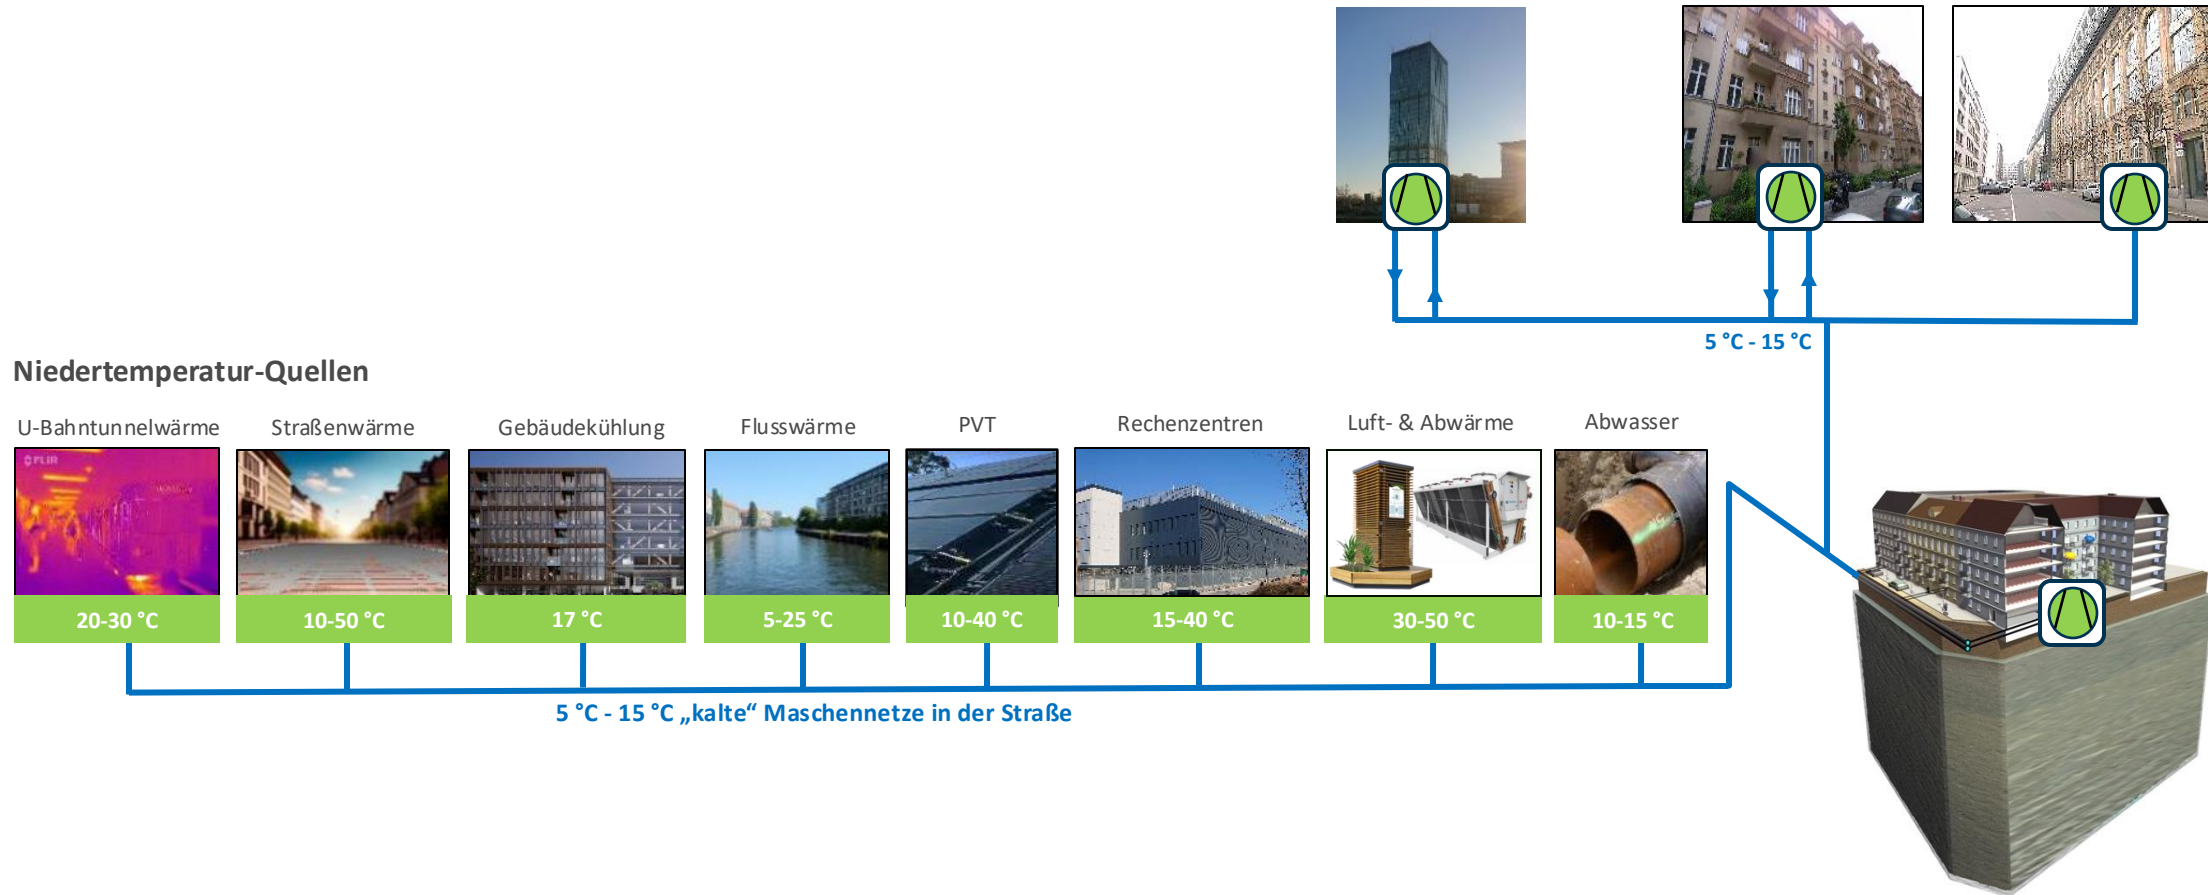 5 °C - 15 °C
Niedertemperatur-Quellen
U-Bahntunnelwärme
Straßenwärme
Gebäudekühlung
Flusswärme
PVT
Rechenzentren
Luft- & Abwärme
Abwasser
FLIR
20-30 °C
10-50 °C
17 °C
5-25 °C
10-40 °C
15-40 °C
30-50 °C
10-15 °C
5 °C - 15 °C „kalte“ Maschennetze in der Straße